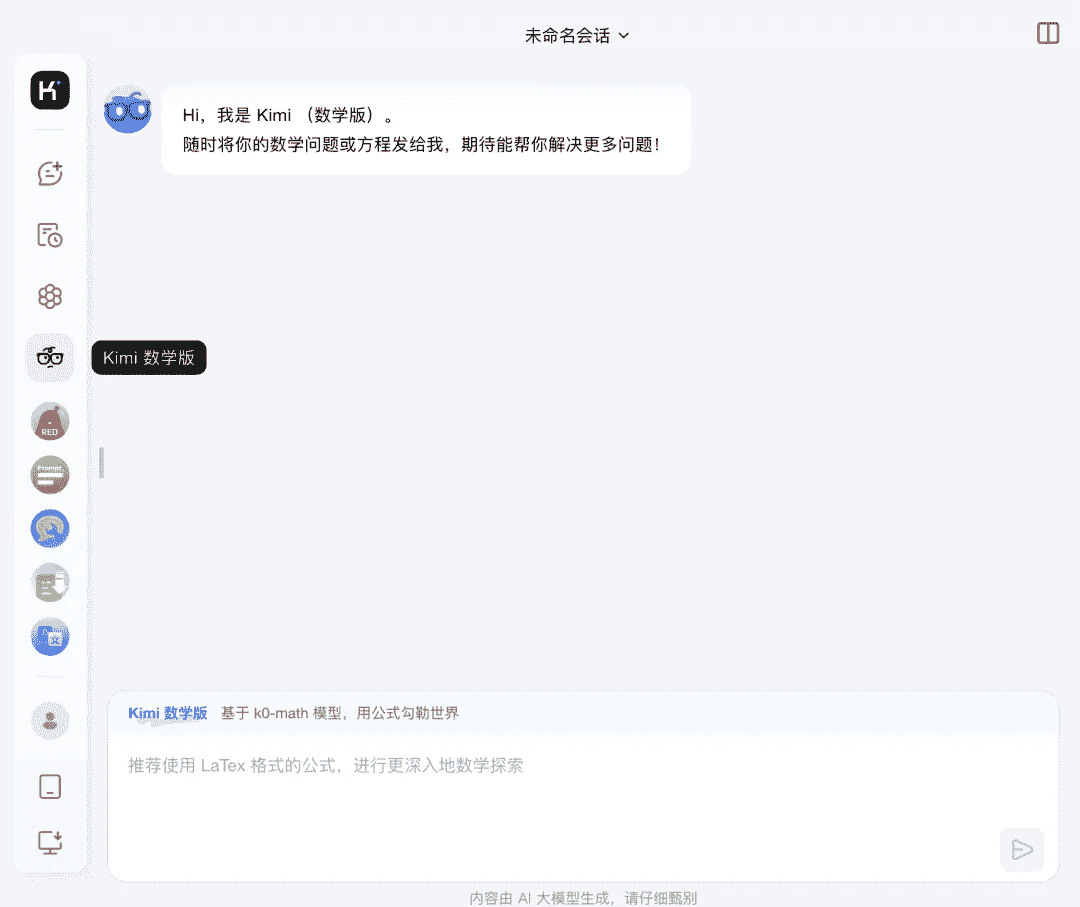 未命名会话
Hi，我是 Kimi （数学版）。
随时将你的数学问题或方程发给我，期待能帮你解决更多问题！
Kimi 数学版
RED
Prompt
Kimi 数学版 基于 k0-math 模型，用公式勾勒世界
推荐使用 LaTex 格式的公式，进行更深入地数学探索
内容由 AI 大模型生成，请仔细甄别